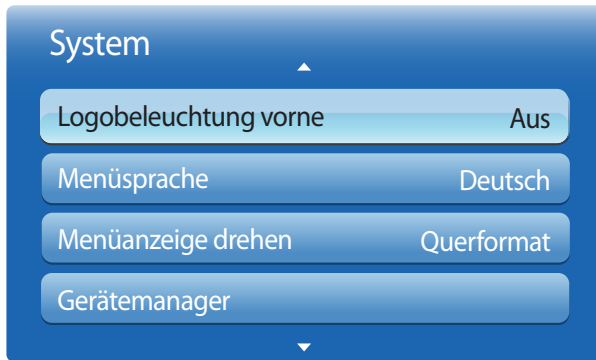 System
Logobeleuchtung vorne Aus
Menüsprache Deutsch
Menüanzeige drehen Querformat
Gerätemanager